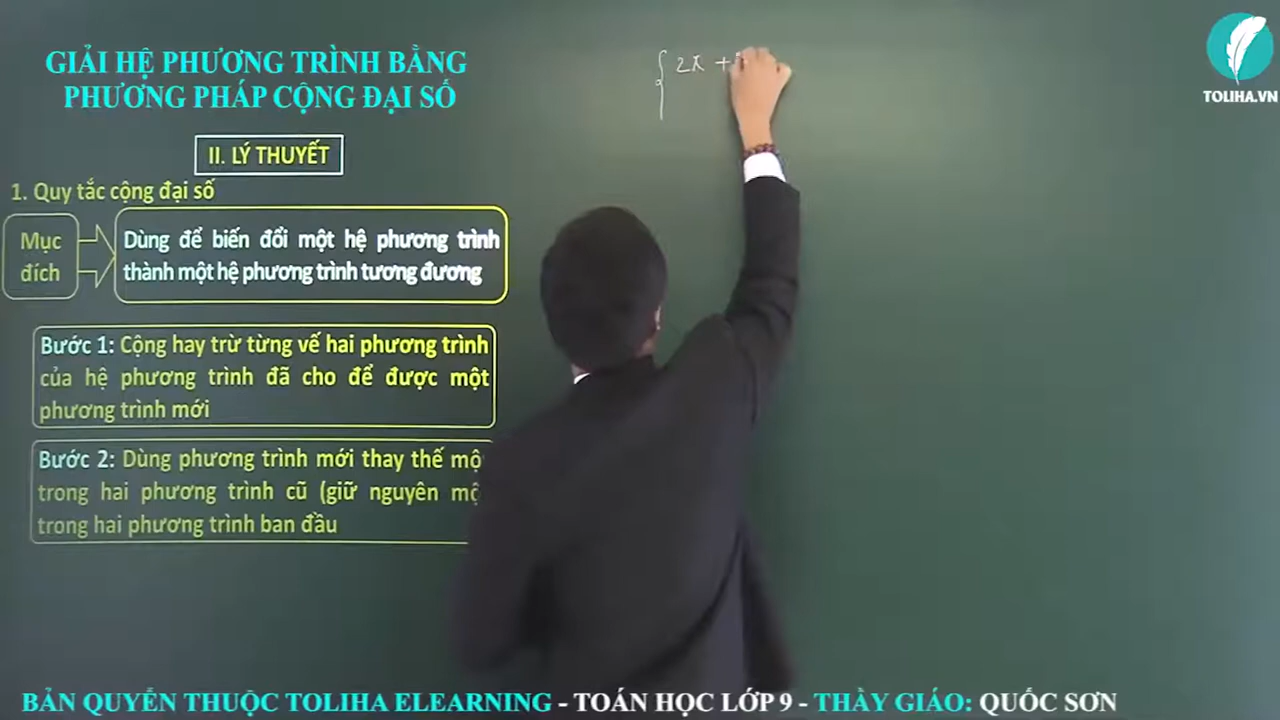 GIẢI HỆ PHƯƠNG TRÌNH BẰNG
PHƯƠNG PHÁP CỘNG ĐẠI SỐ
II. LÝ THUYẾT
1. Quy tắc cộng đại số
Mục
đích
Dùng để biến đổi một hệ phương trình
thành một hệ phương trình tương đương
Bước 1: Cộng hay trừ từng vế hai phương trình
của hệ phương trình đã cho để được một
phương trình mới
Bước 2: Dùng phương trình mới thay thế
trong hai phương trình cũ (giữ nguyên
trong hai phương trình ban đầu
2x +
TOLIHA.VN
BẢN QUYỀN THUỘC TOLIHA ELEARNING - TOÁN HỌC LỚP 9 - THẦY GIÁO: QUỐC SƠN